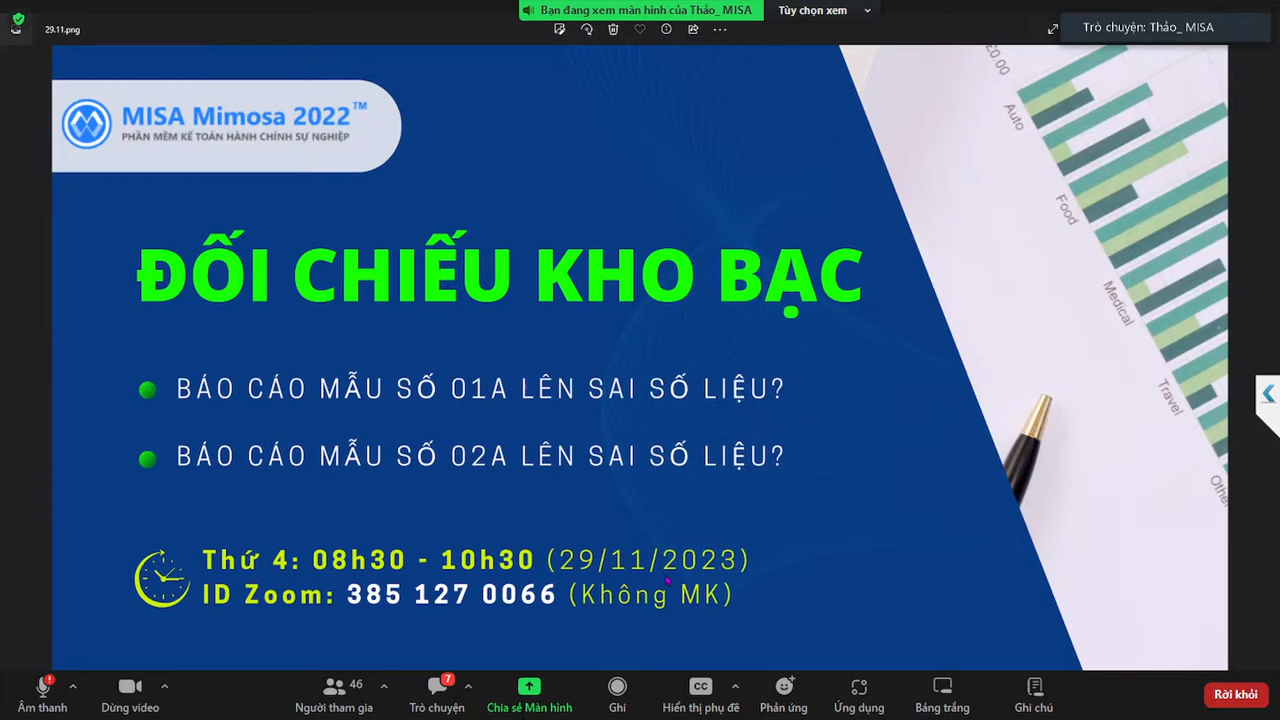 Bạn đang xem màn hình của Thảo_ MISA
Tùy chọn xem
29.11.png
Trò chuyện: Thảo_ MISA
MISA Mimosa 2022™
PHẦN MỀM KẾ TOÁN HÀNH CHÍNH SỰ NGHIỆP
£0.00
Auto
Food
Medical
Travel
Other
ĐỐI CHIẾU KHO BẠC
BÁO CÁO MẪU SỐ 01A LÊN SAI SỐ LIỆU?
BÁO CÁO MẪU SỐ 02A LÊN SAI SỐ LIỆU?
Thứ 4: 08h30 - 10h30 (29/11/2023)
ID Zoom: 385 127 0066 (Không MK)
46
7
CC
Âm thanh
Dừng video
Người tham gia
Trò chuyện
Chia sẻ Màn hình
Ghi
Hiển thị phụ đề
Phản ứng
Ứng dụng
Bảng trắng
Ghi chú
Rời khỏi